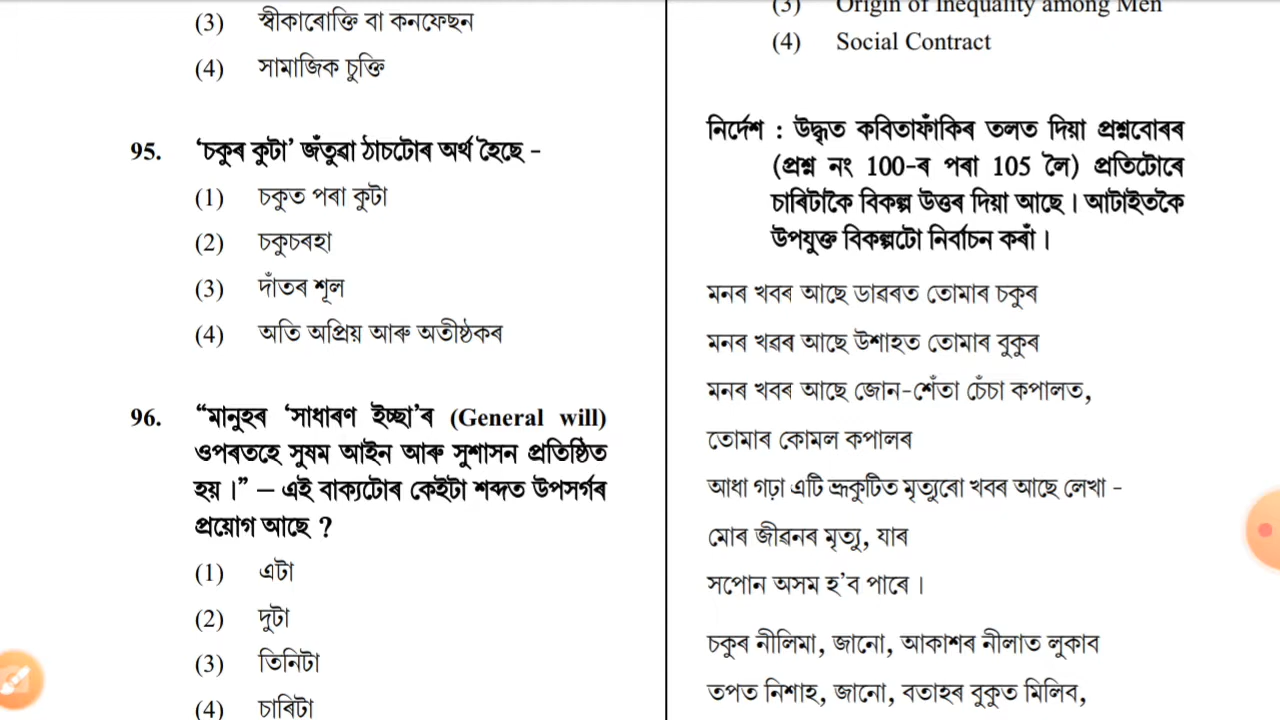 (3) স্বীকাৰোক্তি বা কনফেছন
(4) সামাজিক চুক্তি
95. ‘চকুৰ কুটা’ জঁতুৱা ঠাচটোৰ অৰ্থ হৈছে -
(1) চকুত পৰা কুটা
(2) চকুচৰহা
(3) দাঁতৰ শূল
(4) অতি অপ্ৰিয় আৰু অতীষ্ঠকৰ
96. “মানুহৰ ‘সাধাৰণ ইচ্ছা’ৰ (General will)
ওপৰতহে সুষম আইন আৰু সুশাসন প্ৰতিষ্ঠিত
হয় ।” – এই বাক্যটোৰ কেইটা শব্দত উপসৰ্গৰ
প্ৰয়োগ আছে ?
(1) এটা
(2) দুটা
(3) তিনিটা
(4) চাৰিটা
(3) Origin of Inequality among Men
(4) Social Contract
নিৰ্দেশ : উদ্ধৃত কবিতাফাঁকিৰ তলত দিয়া প্ৰশ্নবোৰৰ
(প্ৰশ্ন নং 100-ৰ পৰা 105 লৈ) প্ৰতিটোৰে
চাৰিটাকৈ বিকল্প উত্তৰ দিয়া আছে । আটাইতকৈ
উপযুক্ত বিকল্পটো নিৰ্বাচন কৰাঁ ।
মনৰ খবৰ আছে ডাৱৰত তোমাৰ চকুৰ
মনৰ খৱৰ আছে উশাহত তোমাৰ বুকুৰ
মনৰ খবৰ আছে জোন-শেঁতা চেঁচা কপালত,
তোমাৰ কোমল কপালৰ
আধা গঢ়া এটি ভ্ৰূকুটিত মৃত্যুৰো খবৰ আছে লেখা -
মোৰ জীৱনৰ মৃত্যু, যাৰ
সপোন অসম হ’ব পাৰে ।
চকুৰ নীলিমা, জানো, আকাশৰ নীলাত লুকাব
তপত নিশাহ, জানো, বতাহৰ বুকুত মিলিব,